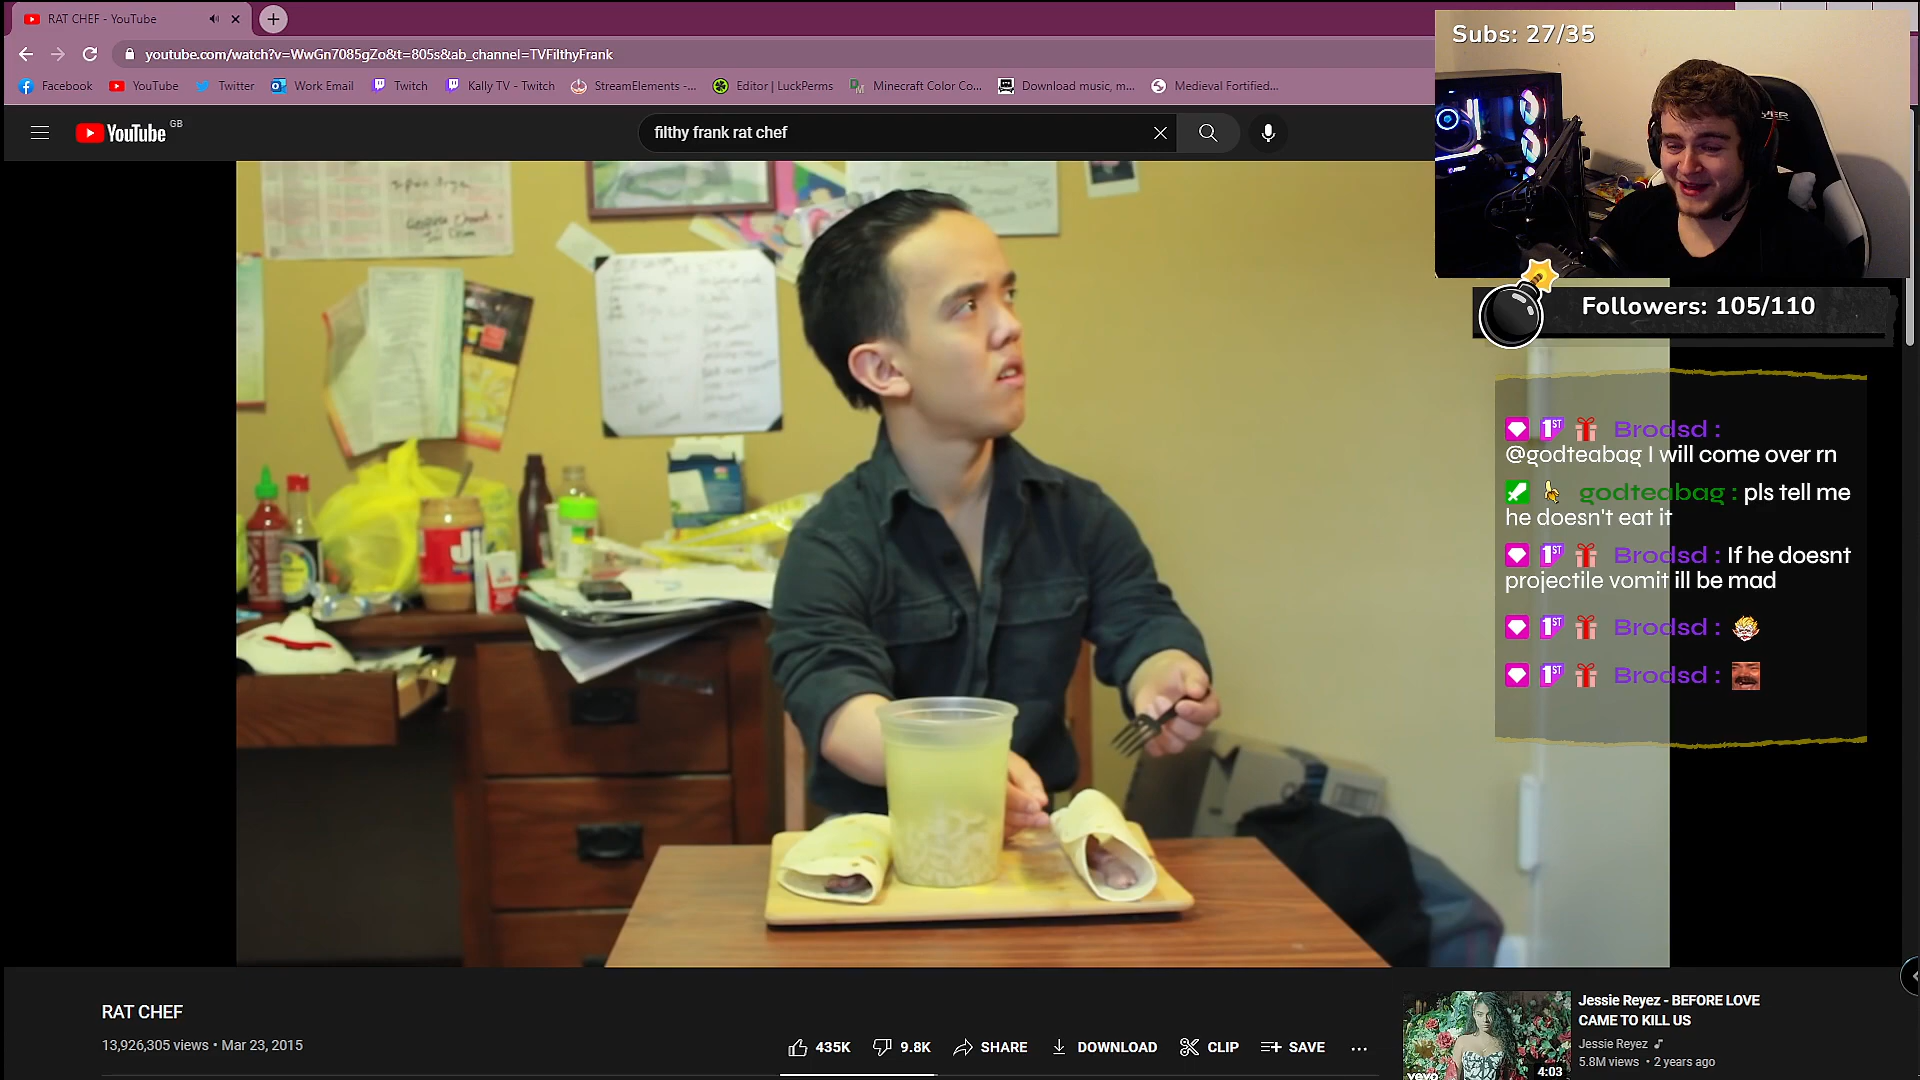 RAT CHEF - YouTube
youtube.com/watch?v=WwGn7085gZo&t=805s&ab_channel=TVFilthyFrank
Facebook YouTube Twitter Work Email Twitch Kally TV - Twitch StreamElements -... Editor | LuckPerms Minecraft Color Co... Download music, m... Medieval Fortified...
YouTube GB
filthy frank rat chef
Subs: 27/35
Followers: 105/110
Brodsd :
@godteabag I will come over rn
godteabag : pls tell me
he doesn't eat it
Brodsd : If he doesnt
projectile vomit ill be mad
Brodsd :
Brodsd :
RAT CHEF
13,926,305 views • Mar 23, 2015
435K 9.8K SHARE DOWNLOAD CLIP SAVE
Jessie Reyez - BEFORE LOVE
CAME TO KILL US
Jessie Reyez
5.8M views • 2 years ago
vevo 4:03